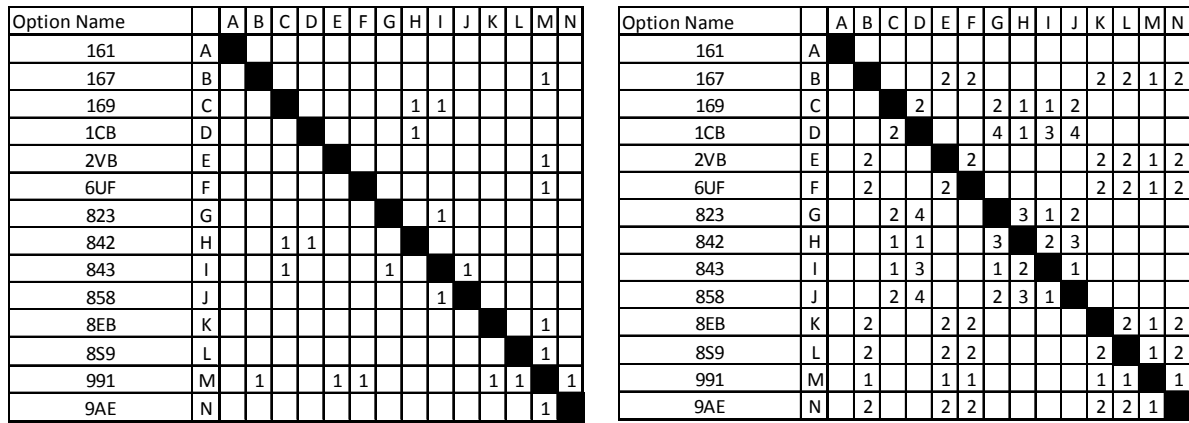 Option Name A B C D E F G H I J K L M N
161 A
167 B 1
169 C 1 1
1CB D 1
2VB E 1
6UF F 1
823 G 1
842 H 1 1
843 I 1 1 1
858 J 1
8EB K 1
8S9 L 1
991 M 1 1 1 1 1 1
9AE N 1
Option Name A B C D E F G H I J K L M N
161 A
167 B 2 2 2 2 1 2
169 C 2 2 1 1 2
1CB D 2 4 1 3 4
2VB E 2 2 2 2 1 2
6UF F 2 2 2 2 1 2
823 G 2 4 3 1 2
842 H 1 1 3 2 3
843 I 1 3 1 2 1
858 J 2 4 2 3 1
8EB K 2 2 2 2 1 2
8S9 L 2 2 2 2 1 2
991 M 1 1 1 1 1 1
9AE N 2 2 2 2 2 1